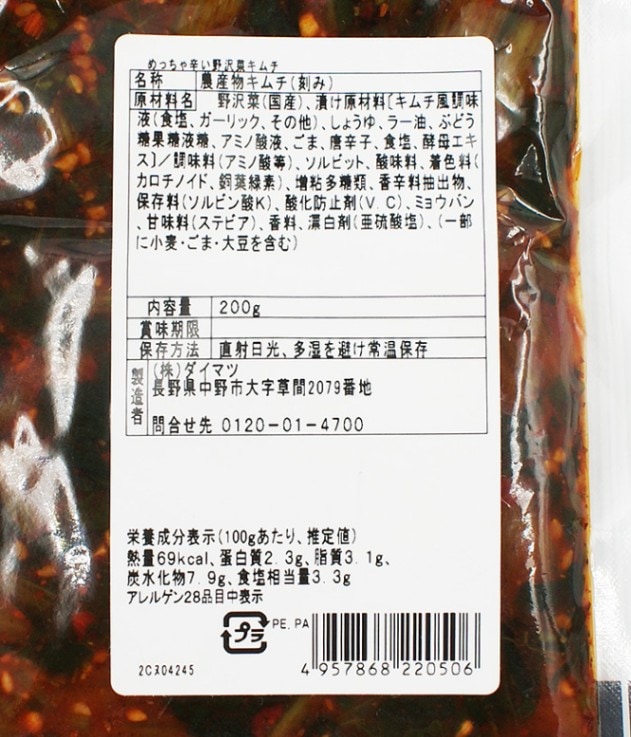 めっちゃ辛い野沢菜キムチ
名称 農産物キムチ(刻み)
原材料名 野沢菜(国産)、漬け原材料[キムチ風調味
液(食塩、ガーリック、その他)、しょうゆ、ラー油、ぶどう
糖果糖液糖、アミノ酸液、ごま、唐辛子、食塩、酵母エキ
ス]/調味料(アミノ酸等)、ソルビット、酸味料、着色料(
カロチノイド、銅葉緑素)、増粘多糖類、香辛料抽出物、
保存料(ソルビン酸K)、酸化防止剤(V.C)、ミョウバン
、甘味料(ステビア)、香料、漂白剤(亜硫酸塩)、(一部
に小麦・ごま・大豆を含む)
内容量 200g
賞味期限
保存方法 直射日光、多湿を避け常温保存
製造者 (株)ダイマツ
長野県中野市大字草間2079番地
問合せ先 0120-01-4700
栄養成分表示(100gあたり、推定値)
熱量69kcal、蛋白質2.3g、脂質3.1g、
炭水化物7.9g、食塩相当量3.3g
アレルゲン28品目中表示
プラ PE,PA
4957868220506